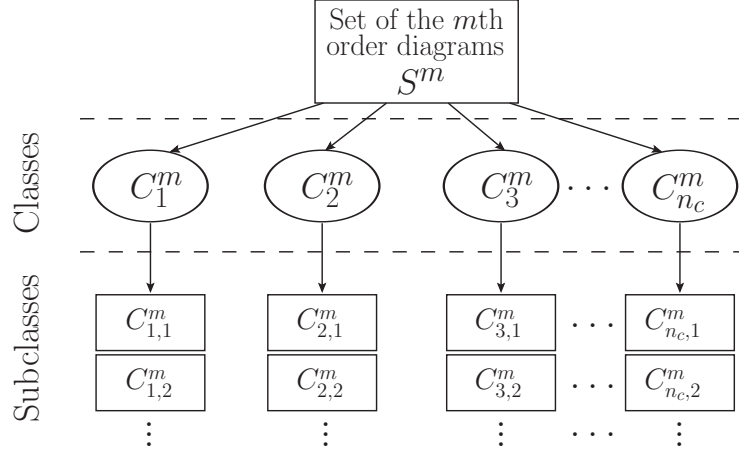 Set of the mth
order diagrams
S^m
Classes
C_1^m C_2^m C_3^m ... C_{n_c}^m
Subclasses
C_{1,1}^m C_{2,1}^m C_{3,1}^m ... C_{n_c,1}^m
C_{1,2}^m C_{2,2}^m C_{3,2}^m ... C_{n_c,2}^m
⋮ ⋮ ⋮ ... ⋮